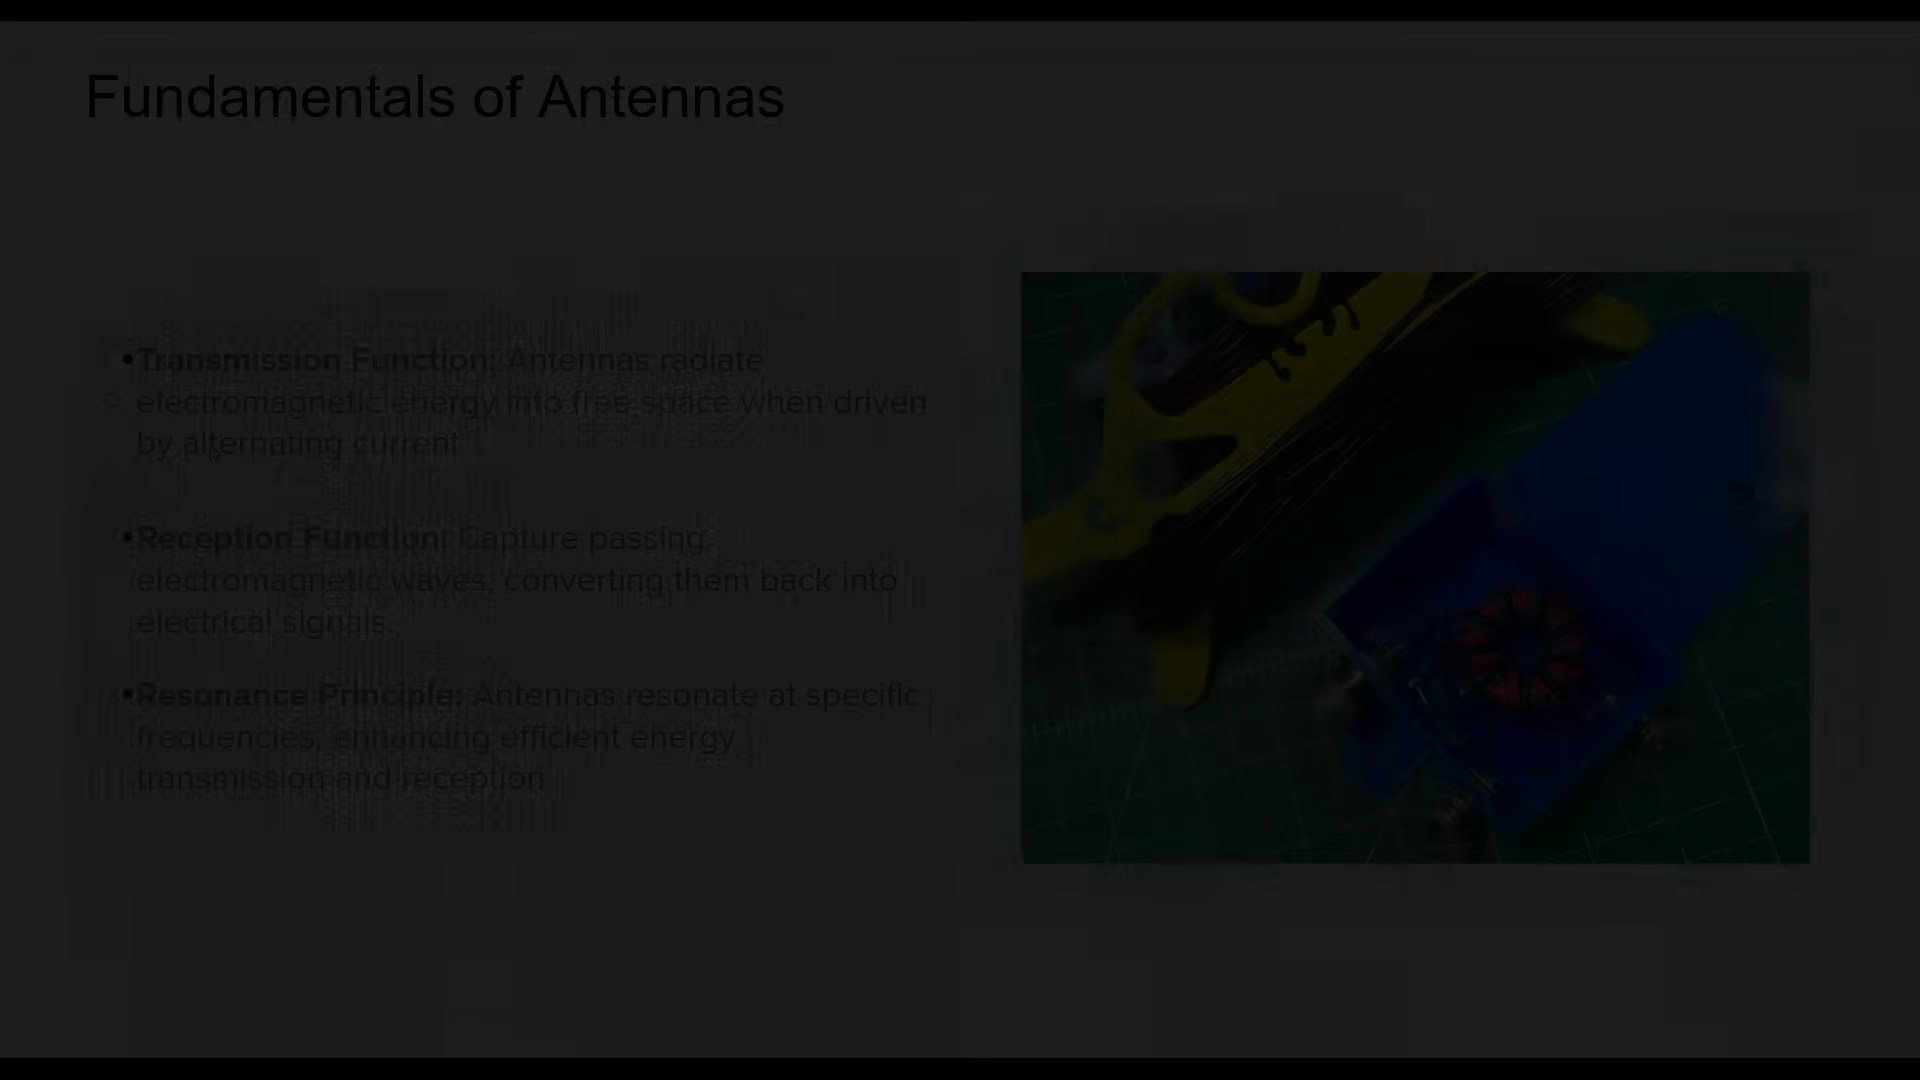 Fundamentals of Antennas
•Transmission Function: Antennas radiate
electromagnetic energy into free space when driven
by alternating current
•Reception Function: Capture passing
electromagnetic waves, converting them back into
electrical signals.
•Resonance Principle: Antennas resonate at specific
frequencies, enhancing efficient energy
transmission and reception